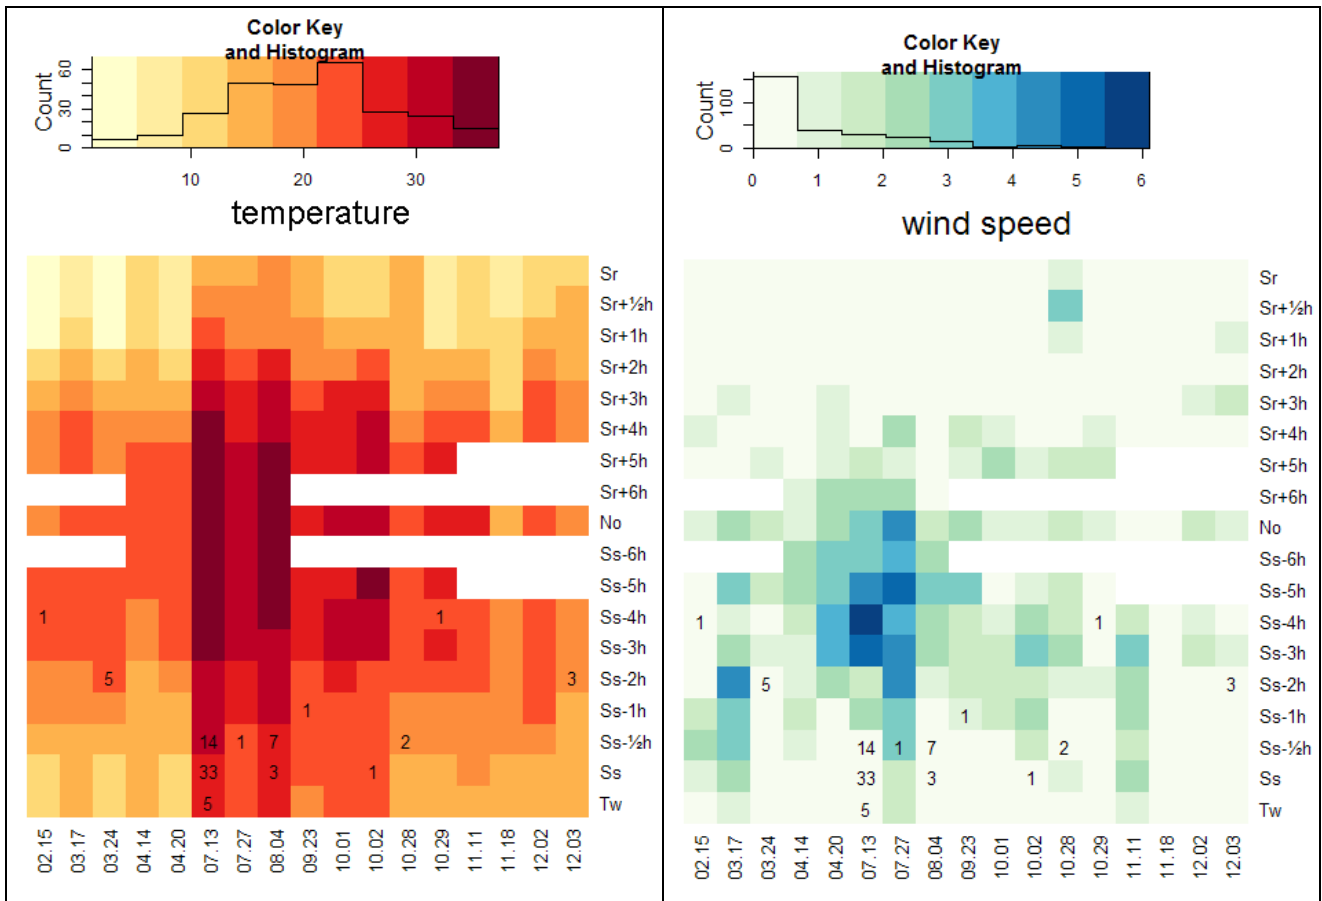 Color Key
and Histogram
Count
0 30 60
10 20 30
temperature
Sr
Sr+½h
Sr+1h
Sr+2h
Sr+3h
Sr+4h
Sr+5h
Sr+6h
No
Ss-6h
Ss-5h
1 1 Ss-4h
Ss-3h
5 3 Ss-2h
1 Ss-1h
14 1 7 2 Ss-½h
33 3 1 Ss
5 Tw
02.15 03.17 03.24 04.14 04.20 07.13 07.27 08.04 09.23 10.01 10.02 10.28 10.29 11.11 11.18 12.02 12.03
Color Key
and Histogram
Count
0 100
0 1 2 3 4 5 6
wind speed
Sr
Sr+½h
Sr+1h
Sr+2h
Sr+3h
Sr+4h
Sr+5h
Sr+6h
No
Ss-6h
Ss-5h
1 1 Ss-4h
Ss-3h
5 3 Ss-2h
1 Ss-1h
14 1 7 2 Ss-½h
33 3 1 Ss
5 Tw
02.15 03.17 03.24 04.14 04.20 07.13 07.27 08.04 09.23 10.01 10.02 10.28 10.29 11.11 11.18 12.02 12.03